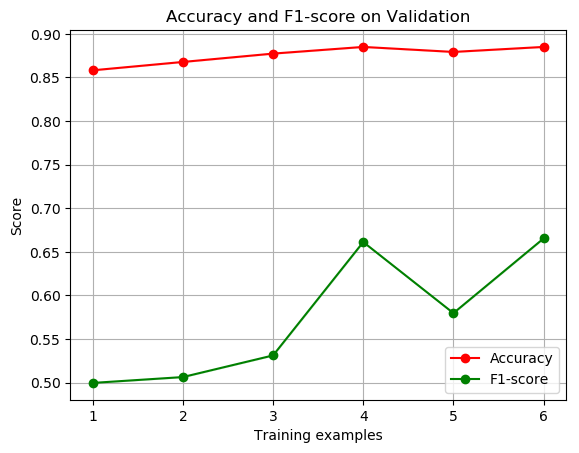 Accuracy and F1-score on Validation
0.90
0.85
0.80
0.75
0.70
0.65
0.60
0.55
0.50
Score
1 2 3 4 5 6
Training examples
Accuracy
F1-score